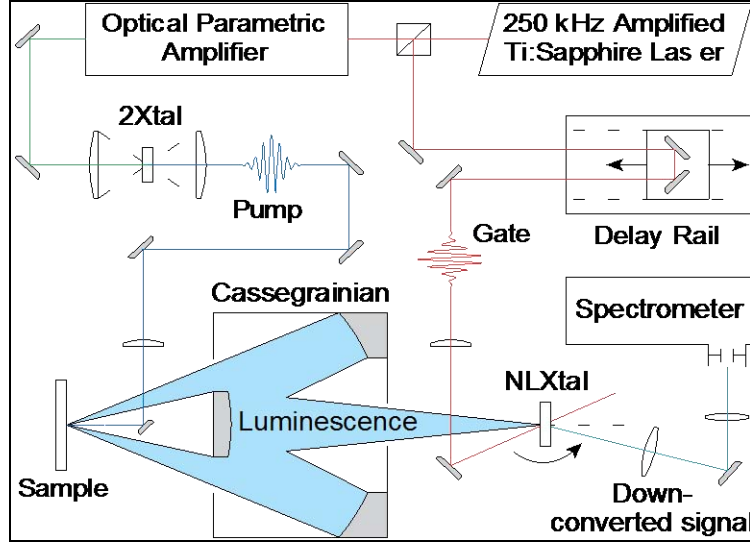 Optical Parametric
Amplifier
250 kHz Amplified
Ti:Sapphire Las er
2Xtal
Pump
Gate
Delay Rail
Cassegrainian
Spectrometer
NLXtal
Luminescence
Sample
Down-
converted signal